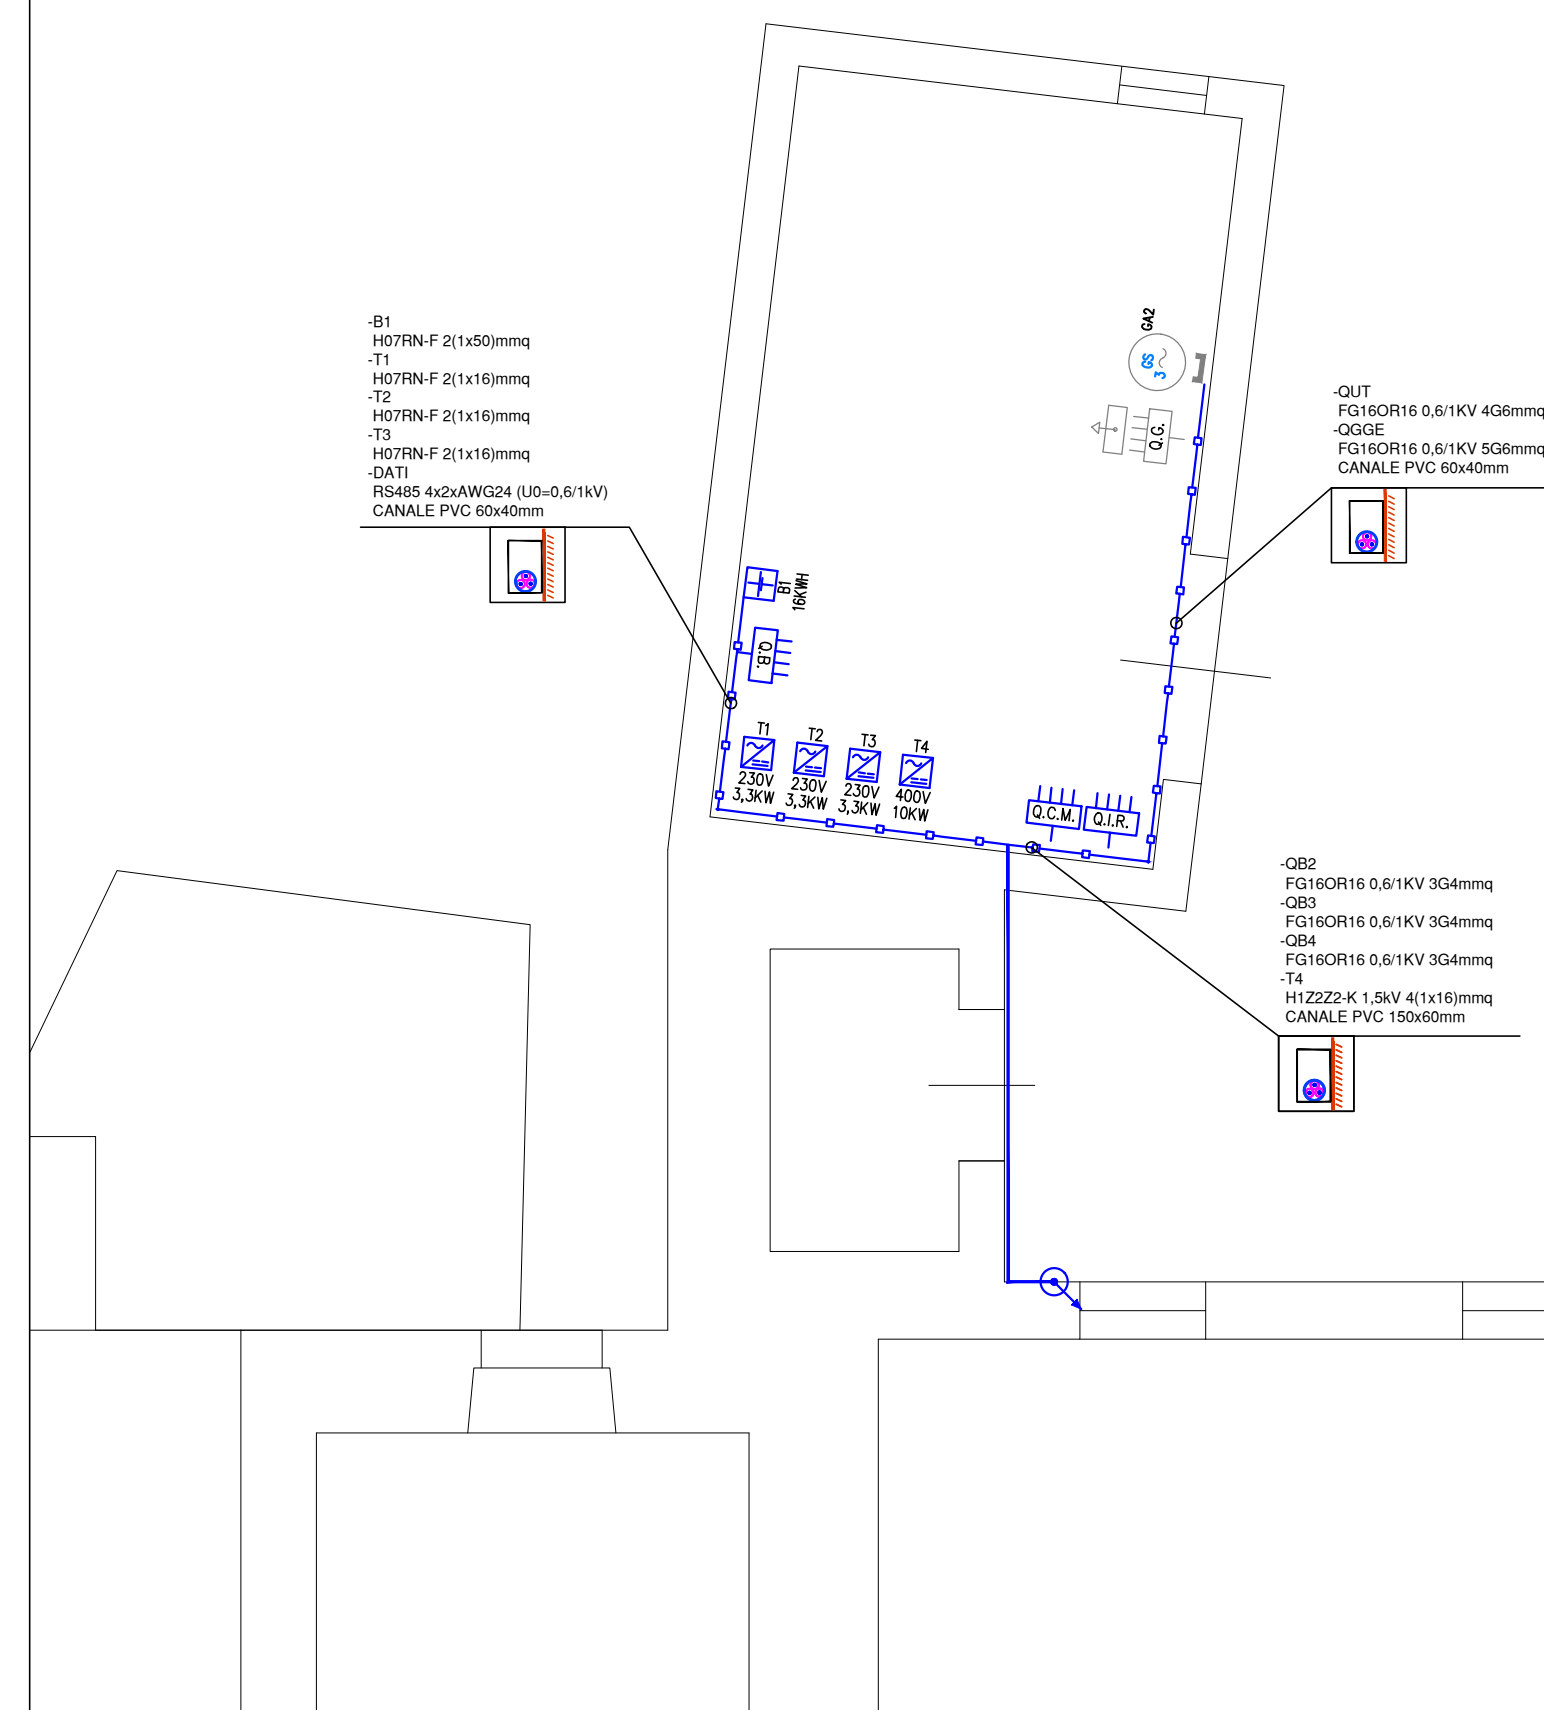 GA2
GS
3
Q.G.
-B1
H07RN-F 2(1x50)mmq
-T1
H07RN-F 2(1x16)mmq
-T2
H07RN-F 2(1x16)mmq
-T3
H07RN-F 2(1x16)mmq
-DATI
RS485 4x2xAWG24 (U0=0,6/1kV)
CANALE PVC 60x40mm
-QUT
FG16OR16 0,6/1KV 4G6mmq
-QGGE
FG16OR16 0,6/1KV 5G6mmq
CANALE PVC 60x40mm
B1
16KWH
Q.B.
T1
230V
3,3KW
T2
230V
3,3KW
T3
230V
3,3KW
T4
400V
10KW
Q.C.M.
Q.I.R.
-QB2
FG16OR16 0,6/1KV 3G4mmq
-QB3
FG16OR16 0,6/1KV 3G4mmq
-QB4
FG16OR16 0,6/1KV 3G4mmq
-T4
H1Z2Z2-K 1,5kV 4(1x16)mmq
CANALE PVC 150x60mm